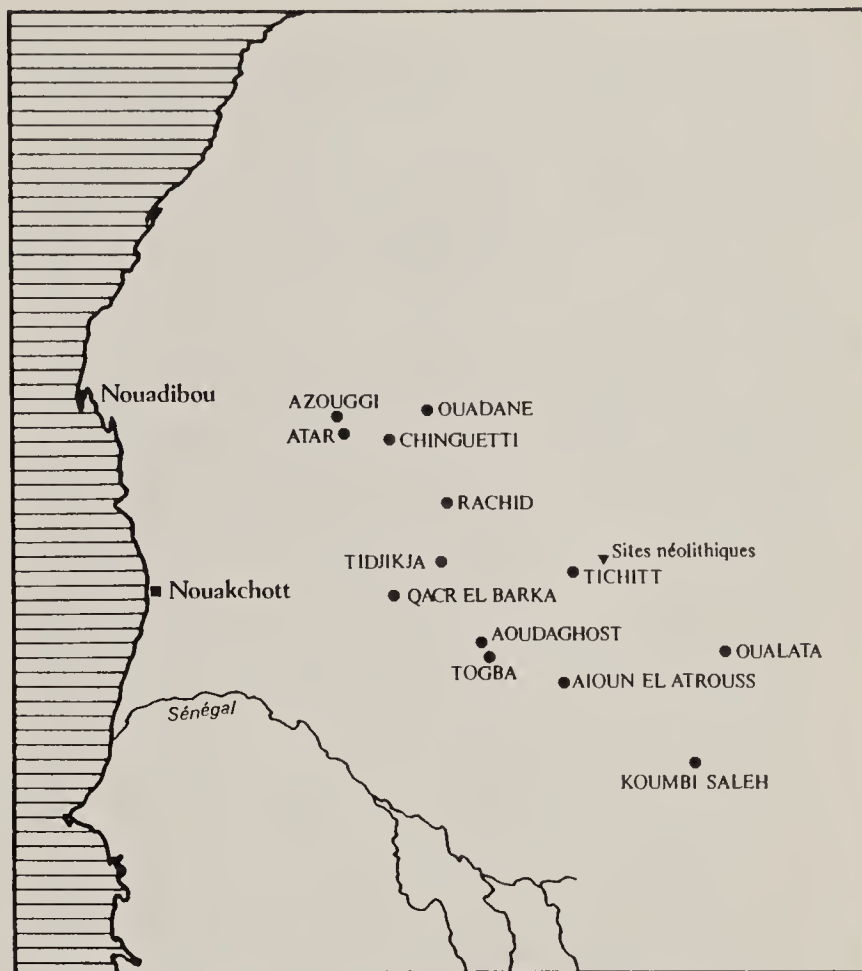 Nouadibou
AZOUGGI
OUADANE
ATAR
CHINGUETTI
RACHID
Sites néolithiques
TIDJIKJA
TICHITT
Nouakchott
QACR EL BARKA
AOUDAGHOST
OUALATA
TOGBA
AIOUN EL ATROUSS
Sénégal
KOUMBI SALEH